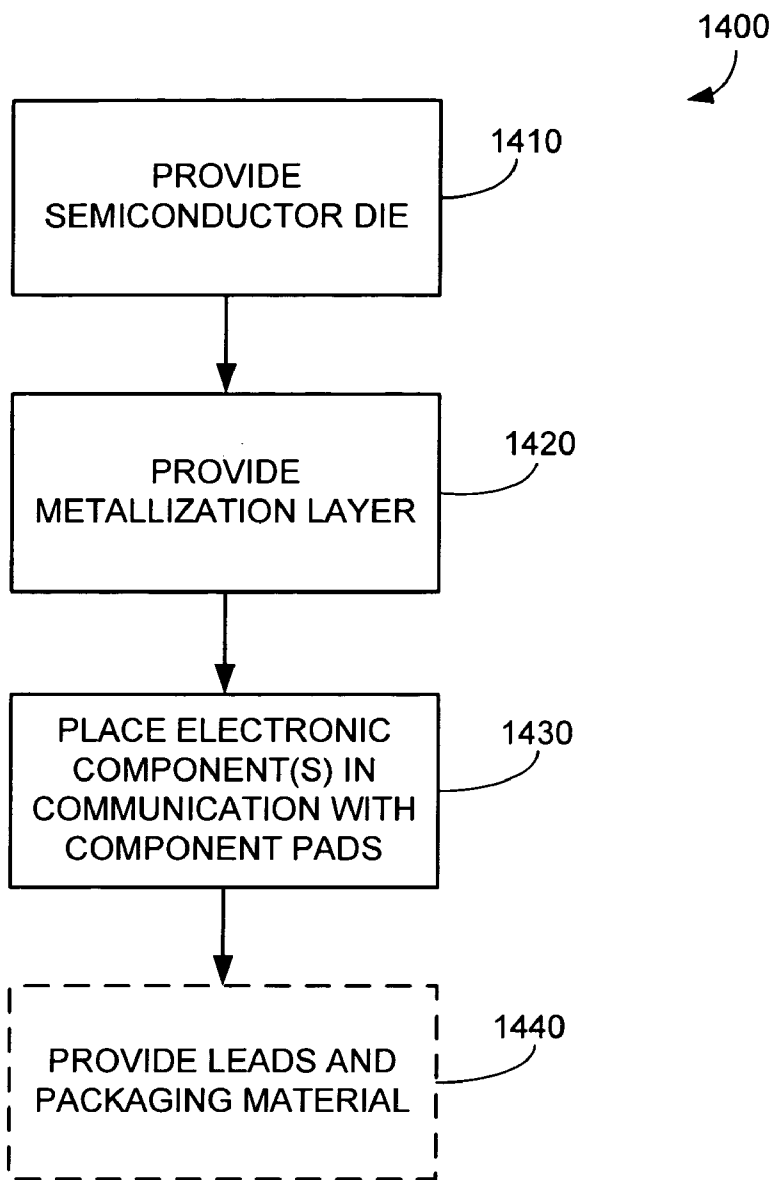 1400
PROVIDE
SEMICONDUCTOR DIE
1410
PROVIDE
METALLIZATION LAYER
1420
PLACE ELECTRONIC
COMPONENT(S) IN
COMMUNICATION WITH
COMPONENT PADS
1430
PROVIDE LEADS AND
PACKAGING MATERIAL
1440